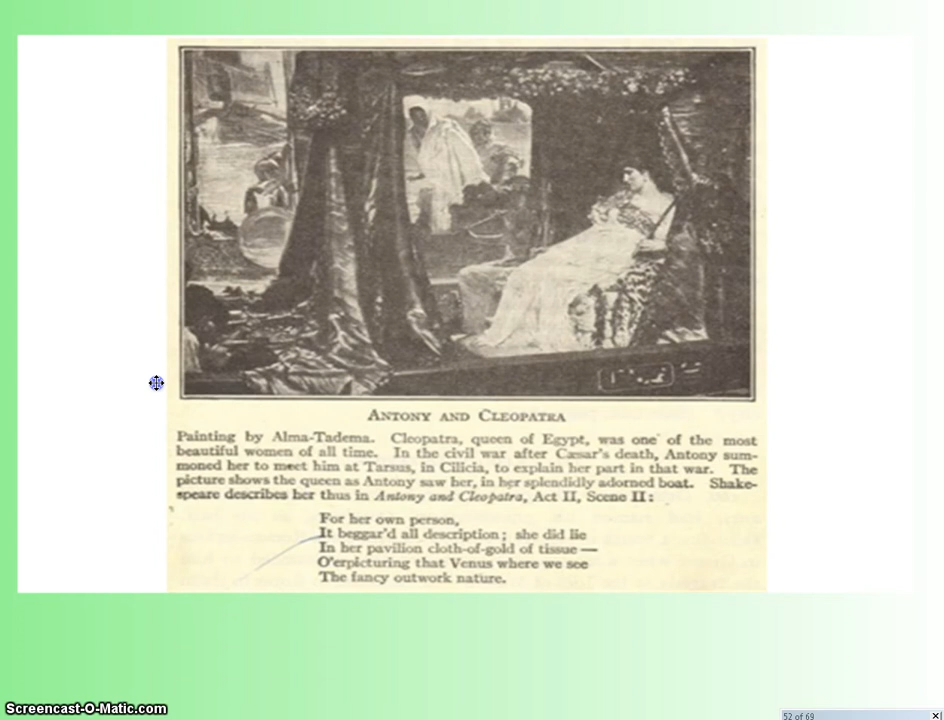 ANTONY AND CLEOPATRA
Painting by Alma-Tadema. Cleopatra, queen of Egypt, was one of the most
beautiful women of all time. In the civil war after Cæsar's death, Antony sum-
moned her to meet him at Tarsus, in Cilicia, to explain her part in that war. The
picture shows the queen as Antony saw her, in her splendidly adorned boat. Shake-
speare describes her thus in Antony and Cleopatra, Act II, Scene II:
For her own person,
It beggar'd all description; she did lie
In her pavilion cloth-of-gold of tissue —
O'erpicturing that Venus where we see
The fancy outwork nature.
Screencast-O-Matic.com
52 of 69